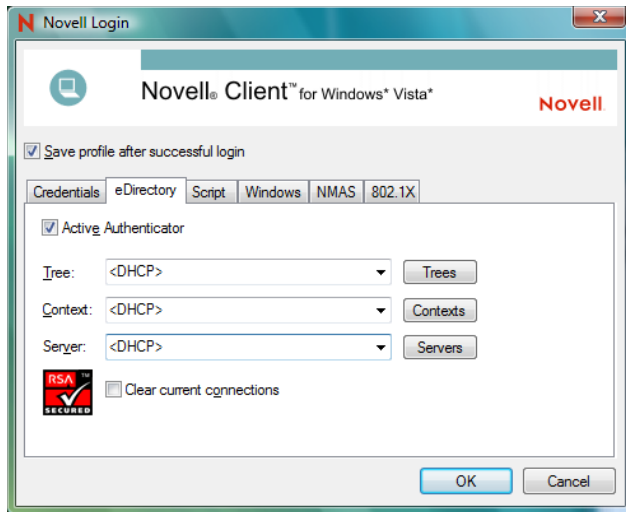 N Novell Login
Novell® Client™ for Windows* Vista*
Novell.
Save profile after successful login
Credentials eDirectory Script Windows NMAS 802.1X
Active Authenticator
Tree: <DHCP> Trees
Context: <DHCP> Contexts
Server: <DHCP> Servers
RSA ™
SECURED
Clear current connections
OK Cancel